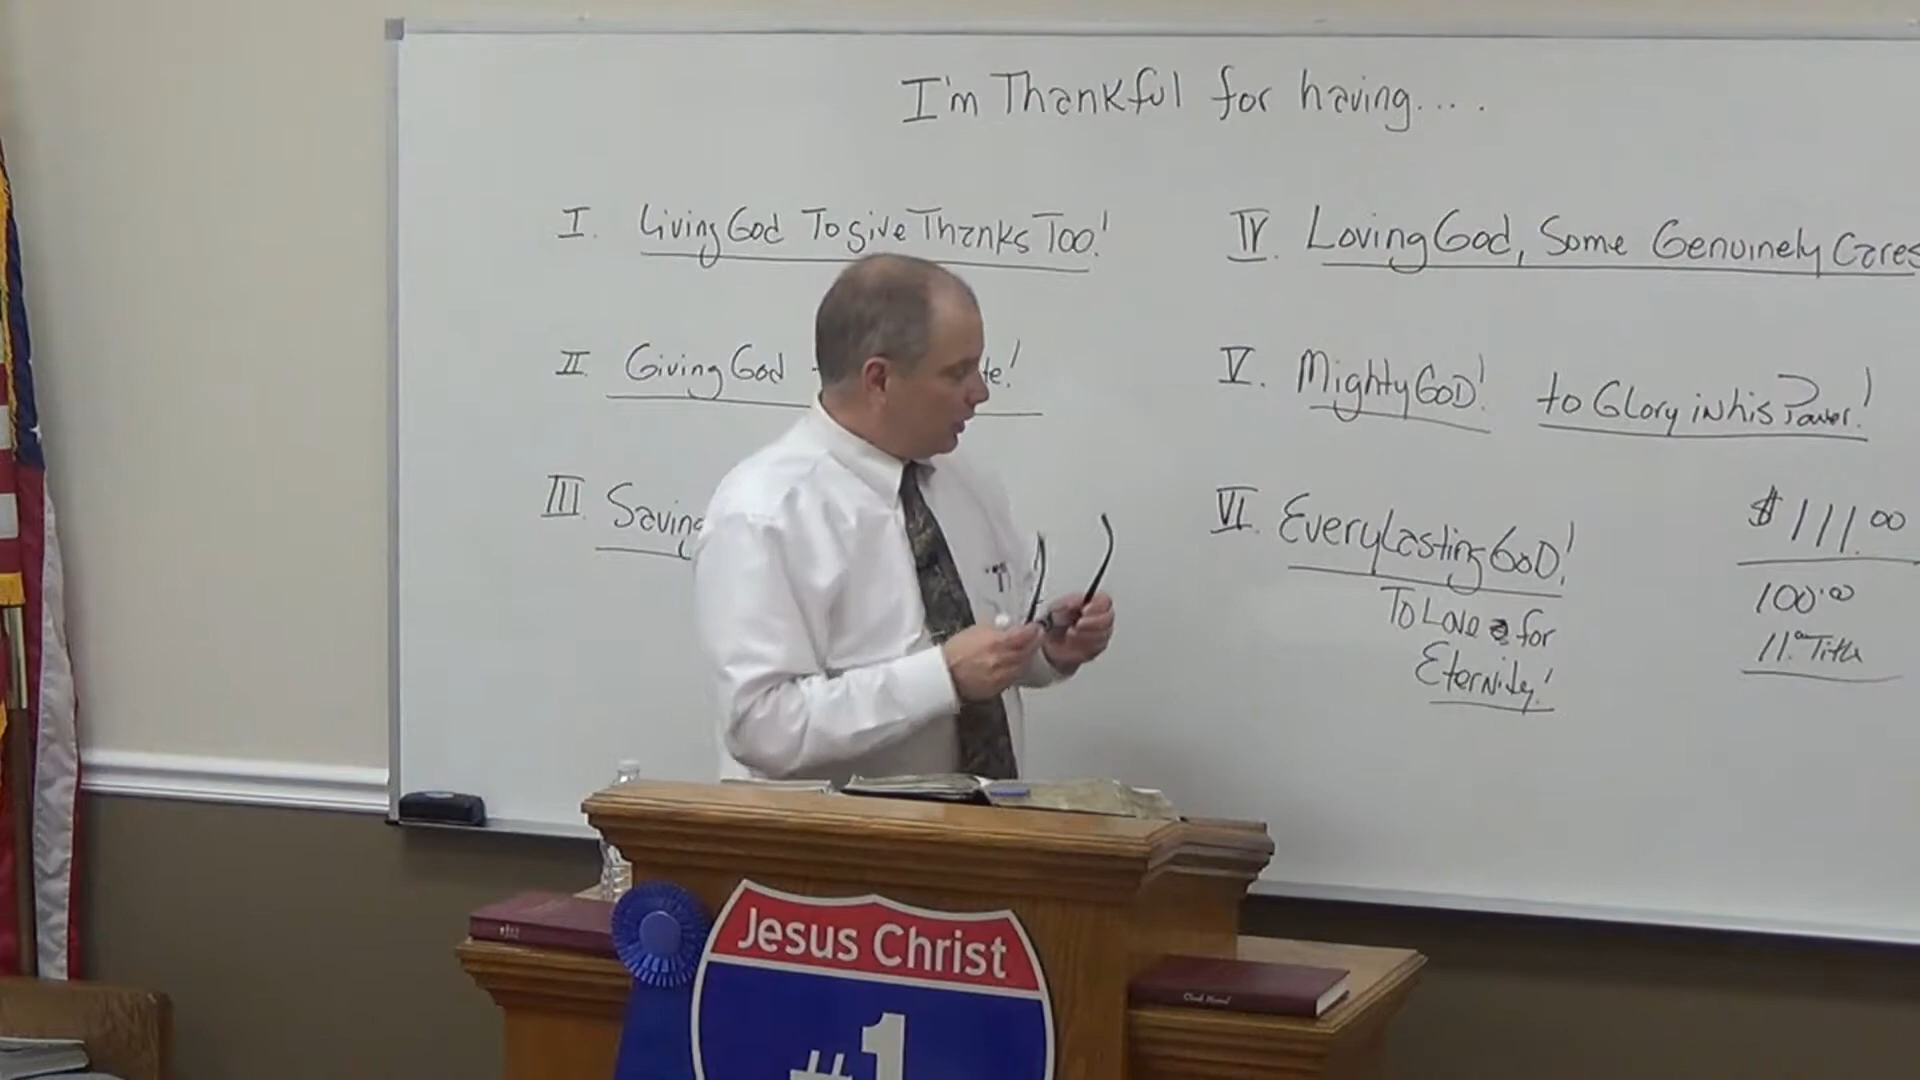 I'm Thankful for having....
I. Living God To give Thanks Too!
II Giving God
III. Saving
IV. Loving God, Some Genuinely Cares
V. Mighty GOD! to Glory in his Power!
VI. EveryLasting GOD!
To Love for
Eternity!
$111.00
100.00
11.00 Tith
Jesus Christ
#1